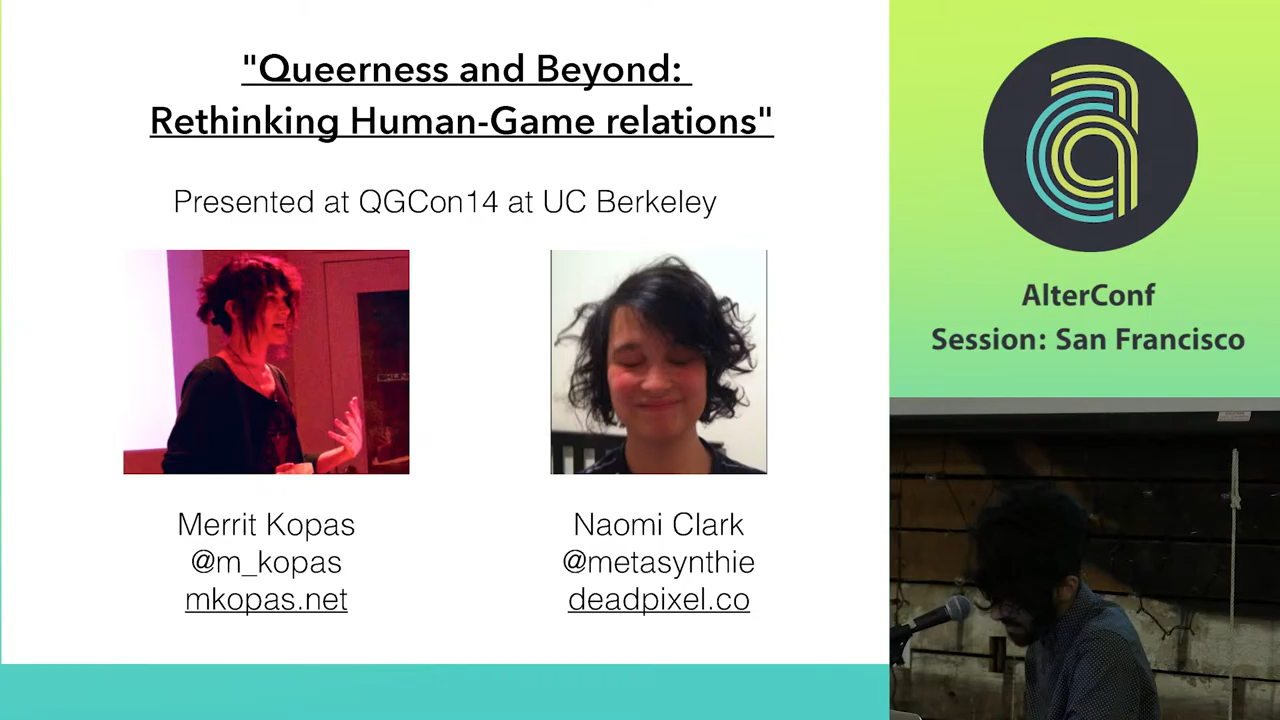 "Queerness and Beyond:
Rethinking Human-Game relations"
Presented at QGCon14 at UC Berkeley
Merrit Kopas
@m_kopas
mkopas.net
Naomi Clark
@metasynthie
deadpixel.co
AlterConf
Session: San Francisco